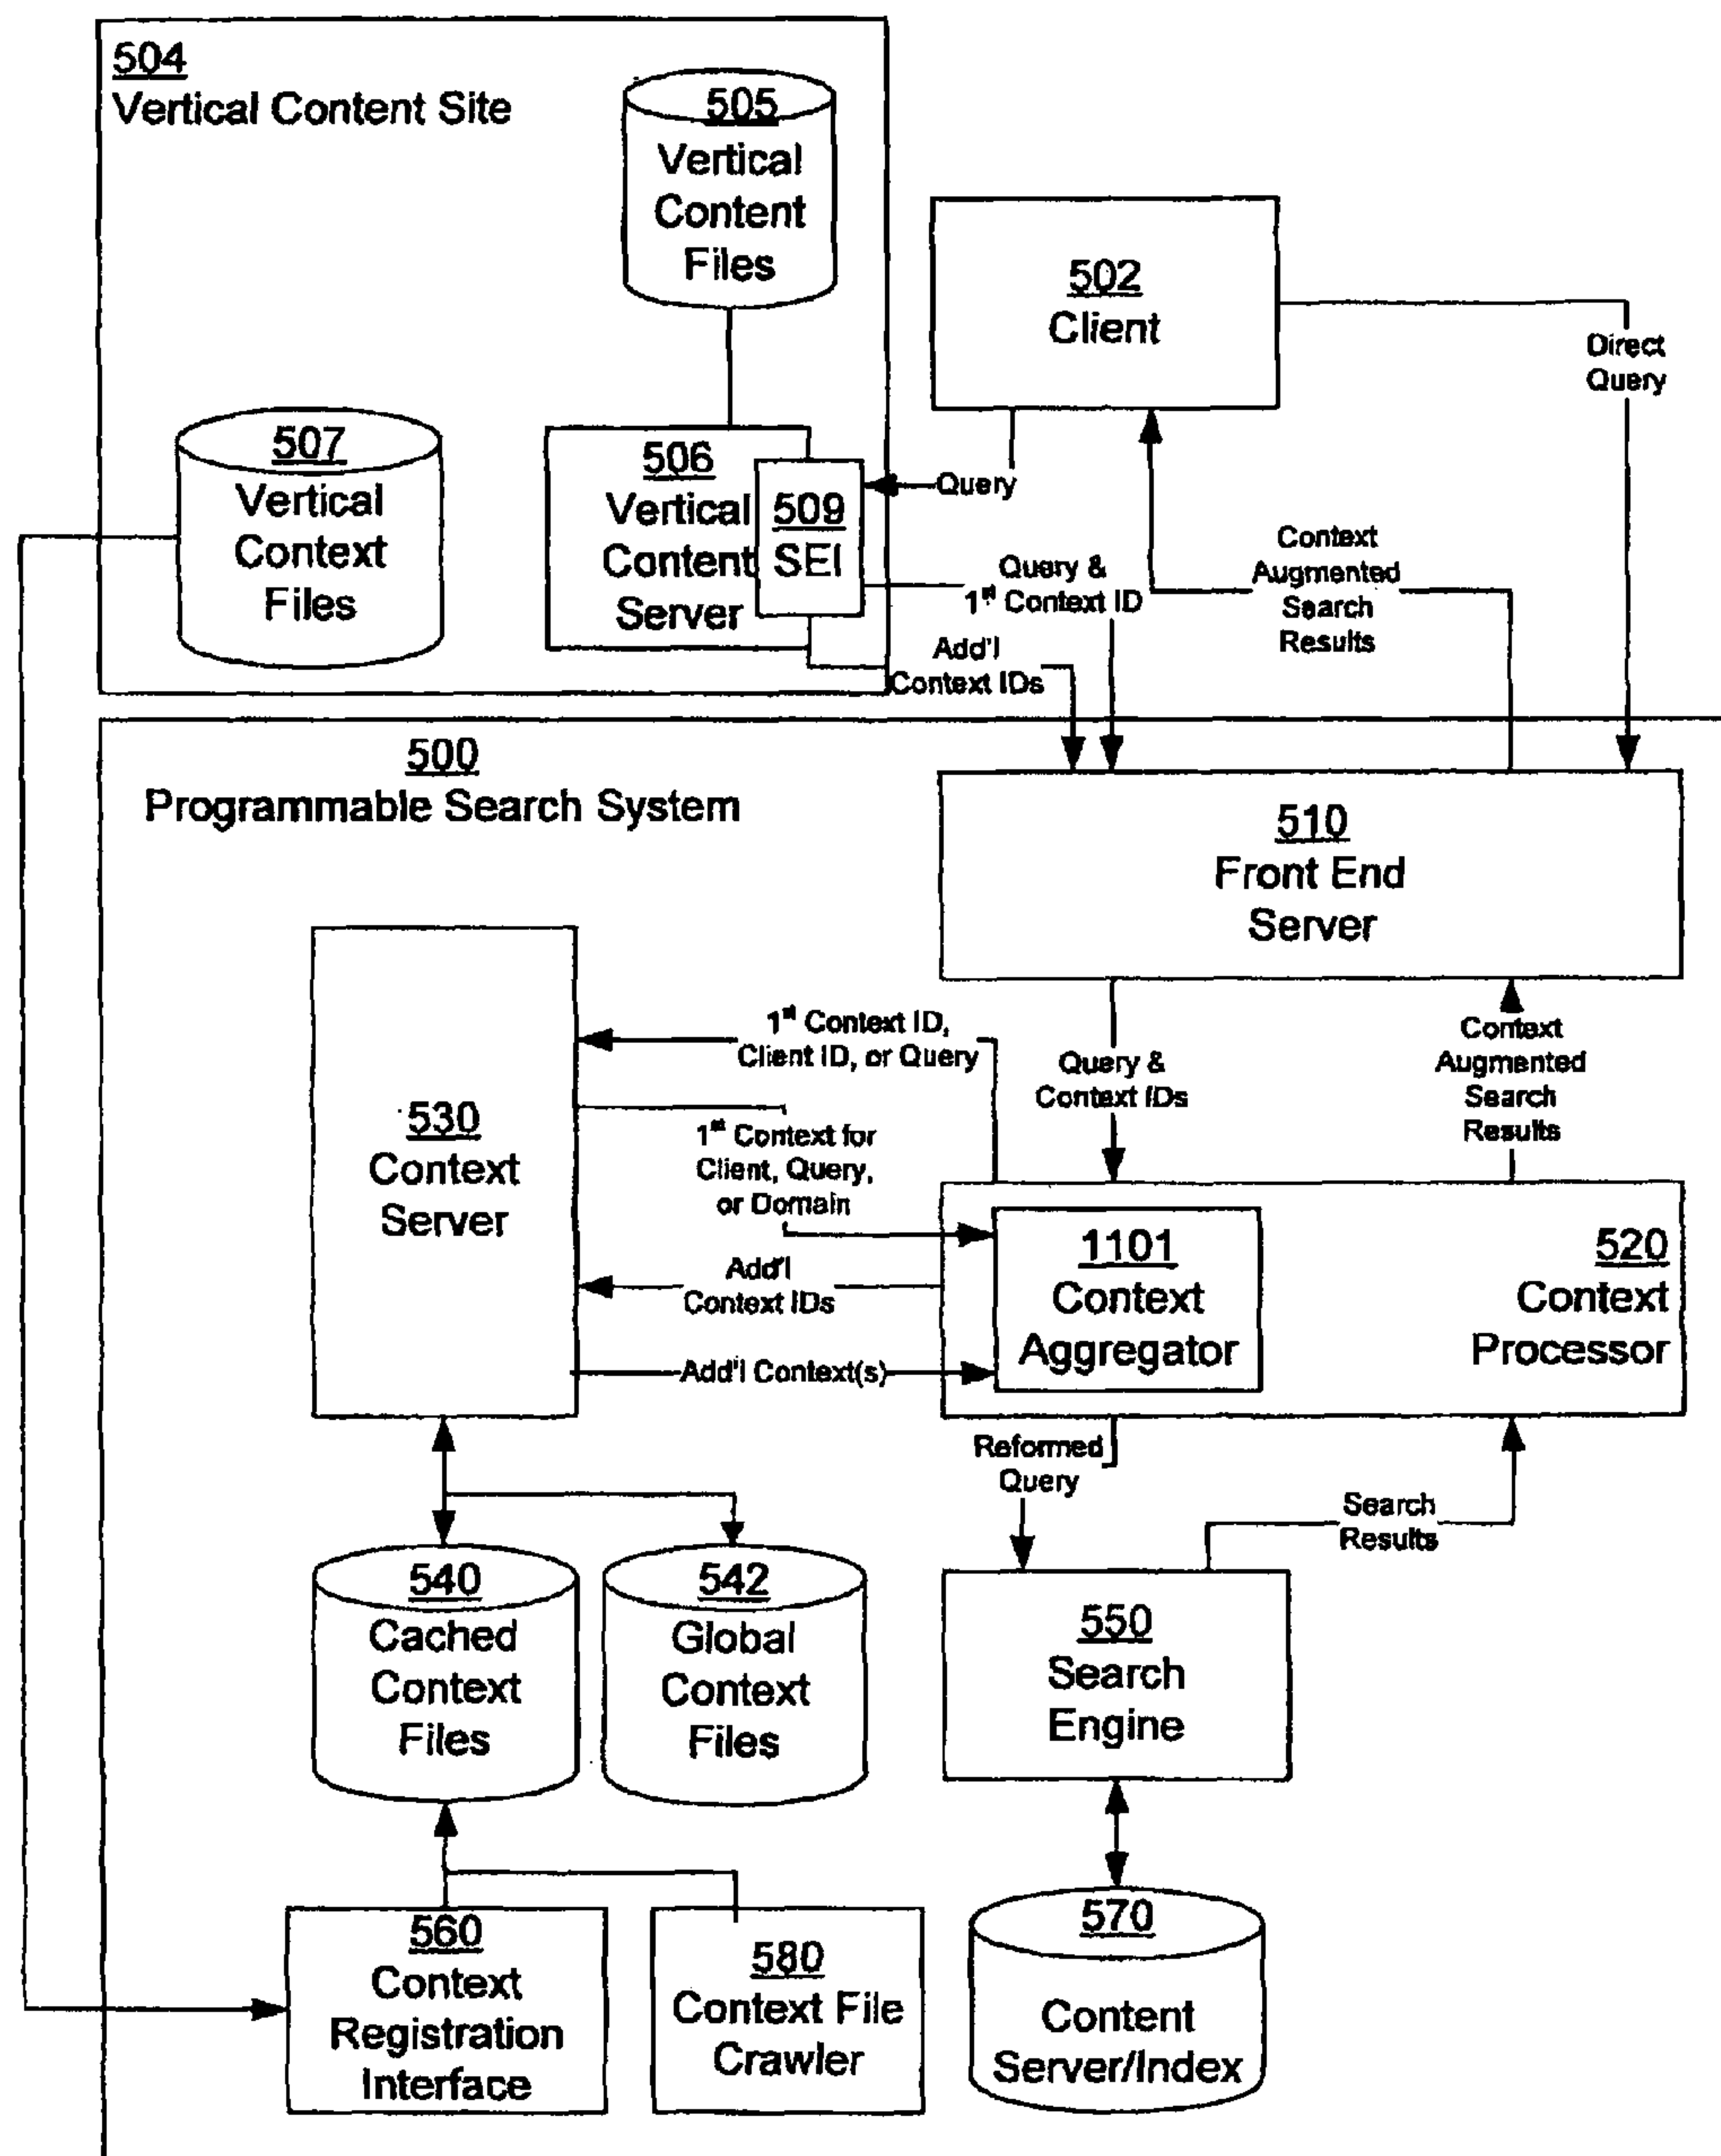 504
Vertical Content Site
505
Vertical
Content
Files
502
Client
Direct
Query
507
Vertical
Context
Files
506
Vertical
Content
Server
509
SEI
Query
Query &
1st Context ID
Add'l
Context IDs
Context
Augmented
Search
Results
500
Programmable Search System
510
Front End
Server
530
Context
Server
1st Context ID,
Client ID, or Query
1st Context for
Client, Query,
or Domain
Add'l
Context IDs
Add'l Context(s)
Query &
Context IDs
Context
Augmented
Search
Results
1101
Context
Aggregator
520
Context
Processor
Reformed
Query
Search
Results
540
Cached
Context
Files
542
Global
Context
Files
550
Search
Engine
560
Context
Registration
Interface
580
Context File
Crawler
570
Content
Server/Index